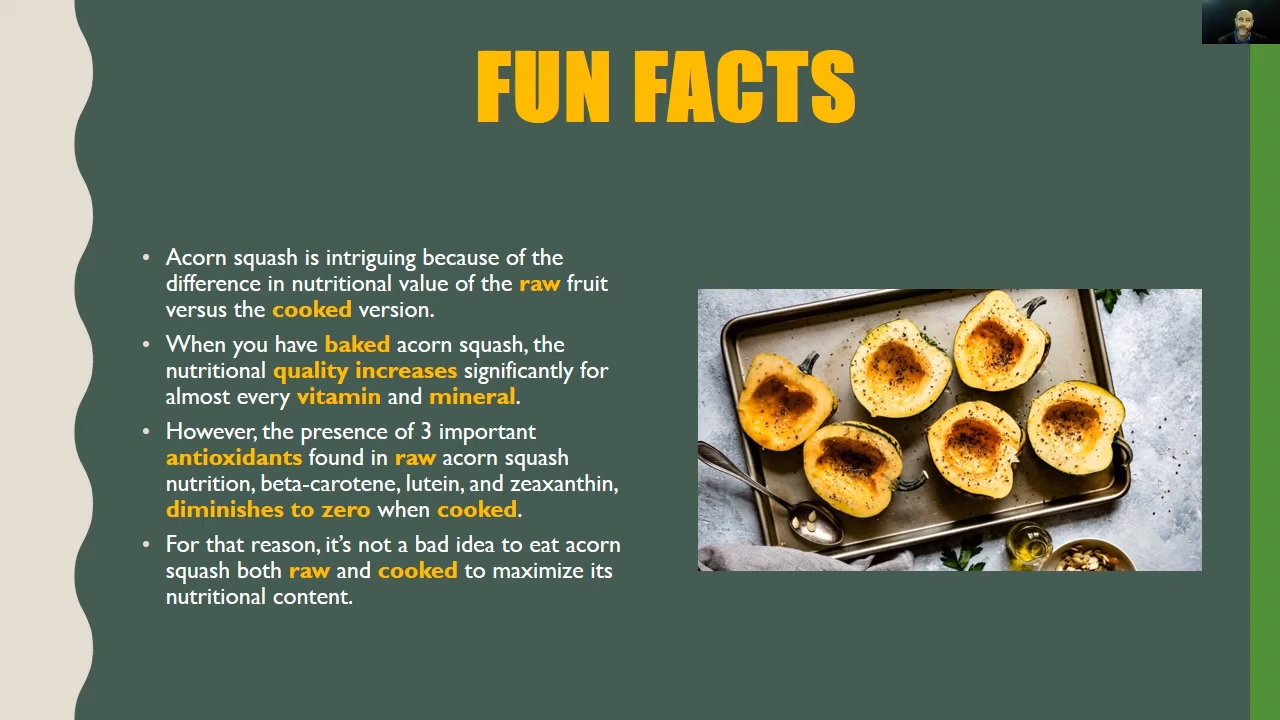 FUN FACTS
• Acorn squash is intriguing because of the
difference in nutritional value of the raw fruit
versus the cooked version.
• When you have baked acorn squash, the
nutritional quality increases significantly for
almost every vitamin and mineral.
• However, the presence of 3 important
antioxidants found in raw acorn squash
nutrition, beta-carotene, lutein, and zeaxanthin,
diminishes to zero when cooked.
• For that reason, it’s not a bad idea to eat acorn
squash both raw and cooked to maximize its
nutritional content.